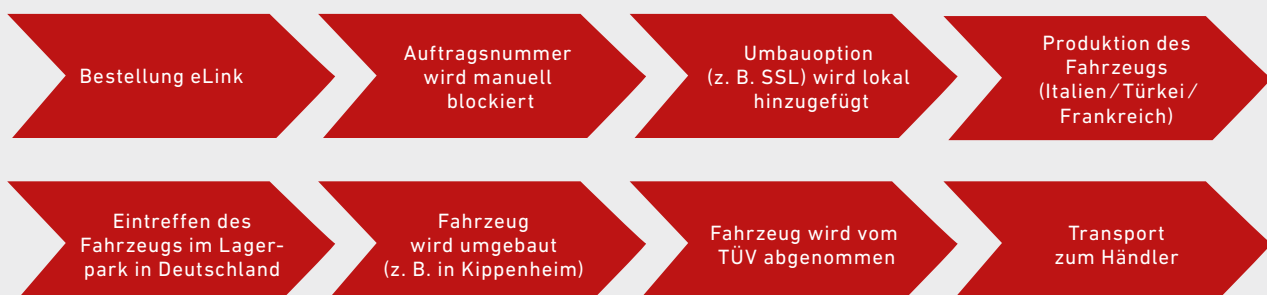 Bestellung eLink
Auftragsnummer
wird manuell
blockiert
Umbauoption
(z. B. SSL) wird lokal
hinzugefügt
Produktion des
Fahrzeugs
(Italien / Türkei /
Frankreich)
Eintreffen des
Fahrzeugs im Lager-
park in Deutschland
Fahrzeug
wird umgebaut
(z. B. in Kippenheim)
Fahrzeug wird vom
TÜV abgenommen
Transport
zum Händler